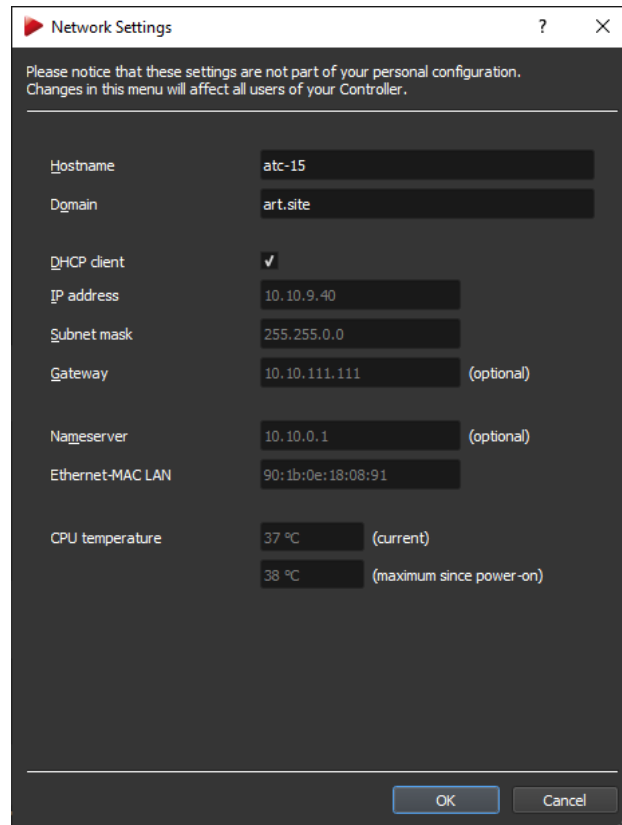 Network Settings ? ×
Please notice that these settings are not part of your personal configuration.
Changes in this menu will affect all users of your Controller.
Hostname atc-15
Domain art.site
DHCP client ✓
IP address 10.10.9.40
Subnet mask 255.255.0.0
Gateway 10.10.111.111 (optional)
Nameserver 10.10.0.1 (optional)
Ethernet-MAC LAN 90:1b:0e:18:08:91
CPU temperature 37 ºC (current)
38 ºC (maximum since power-on)
OK Cancel